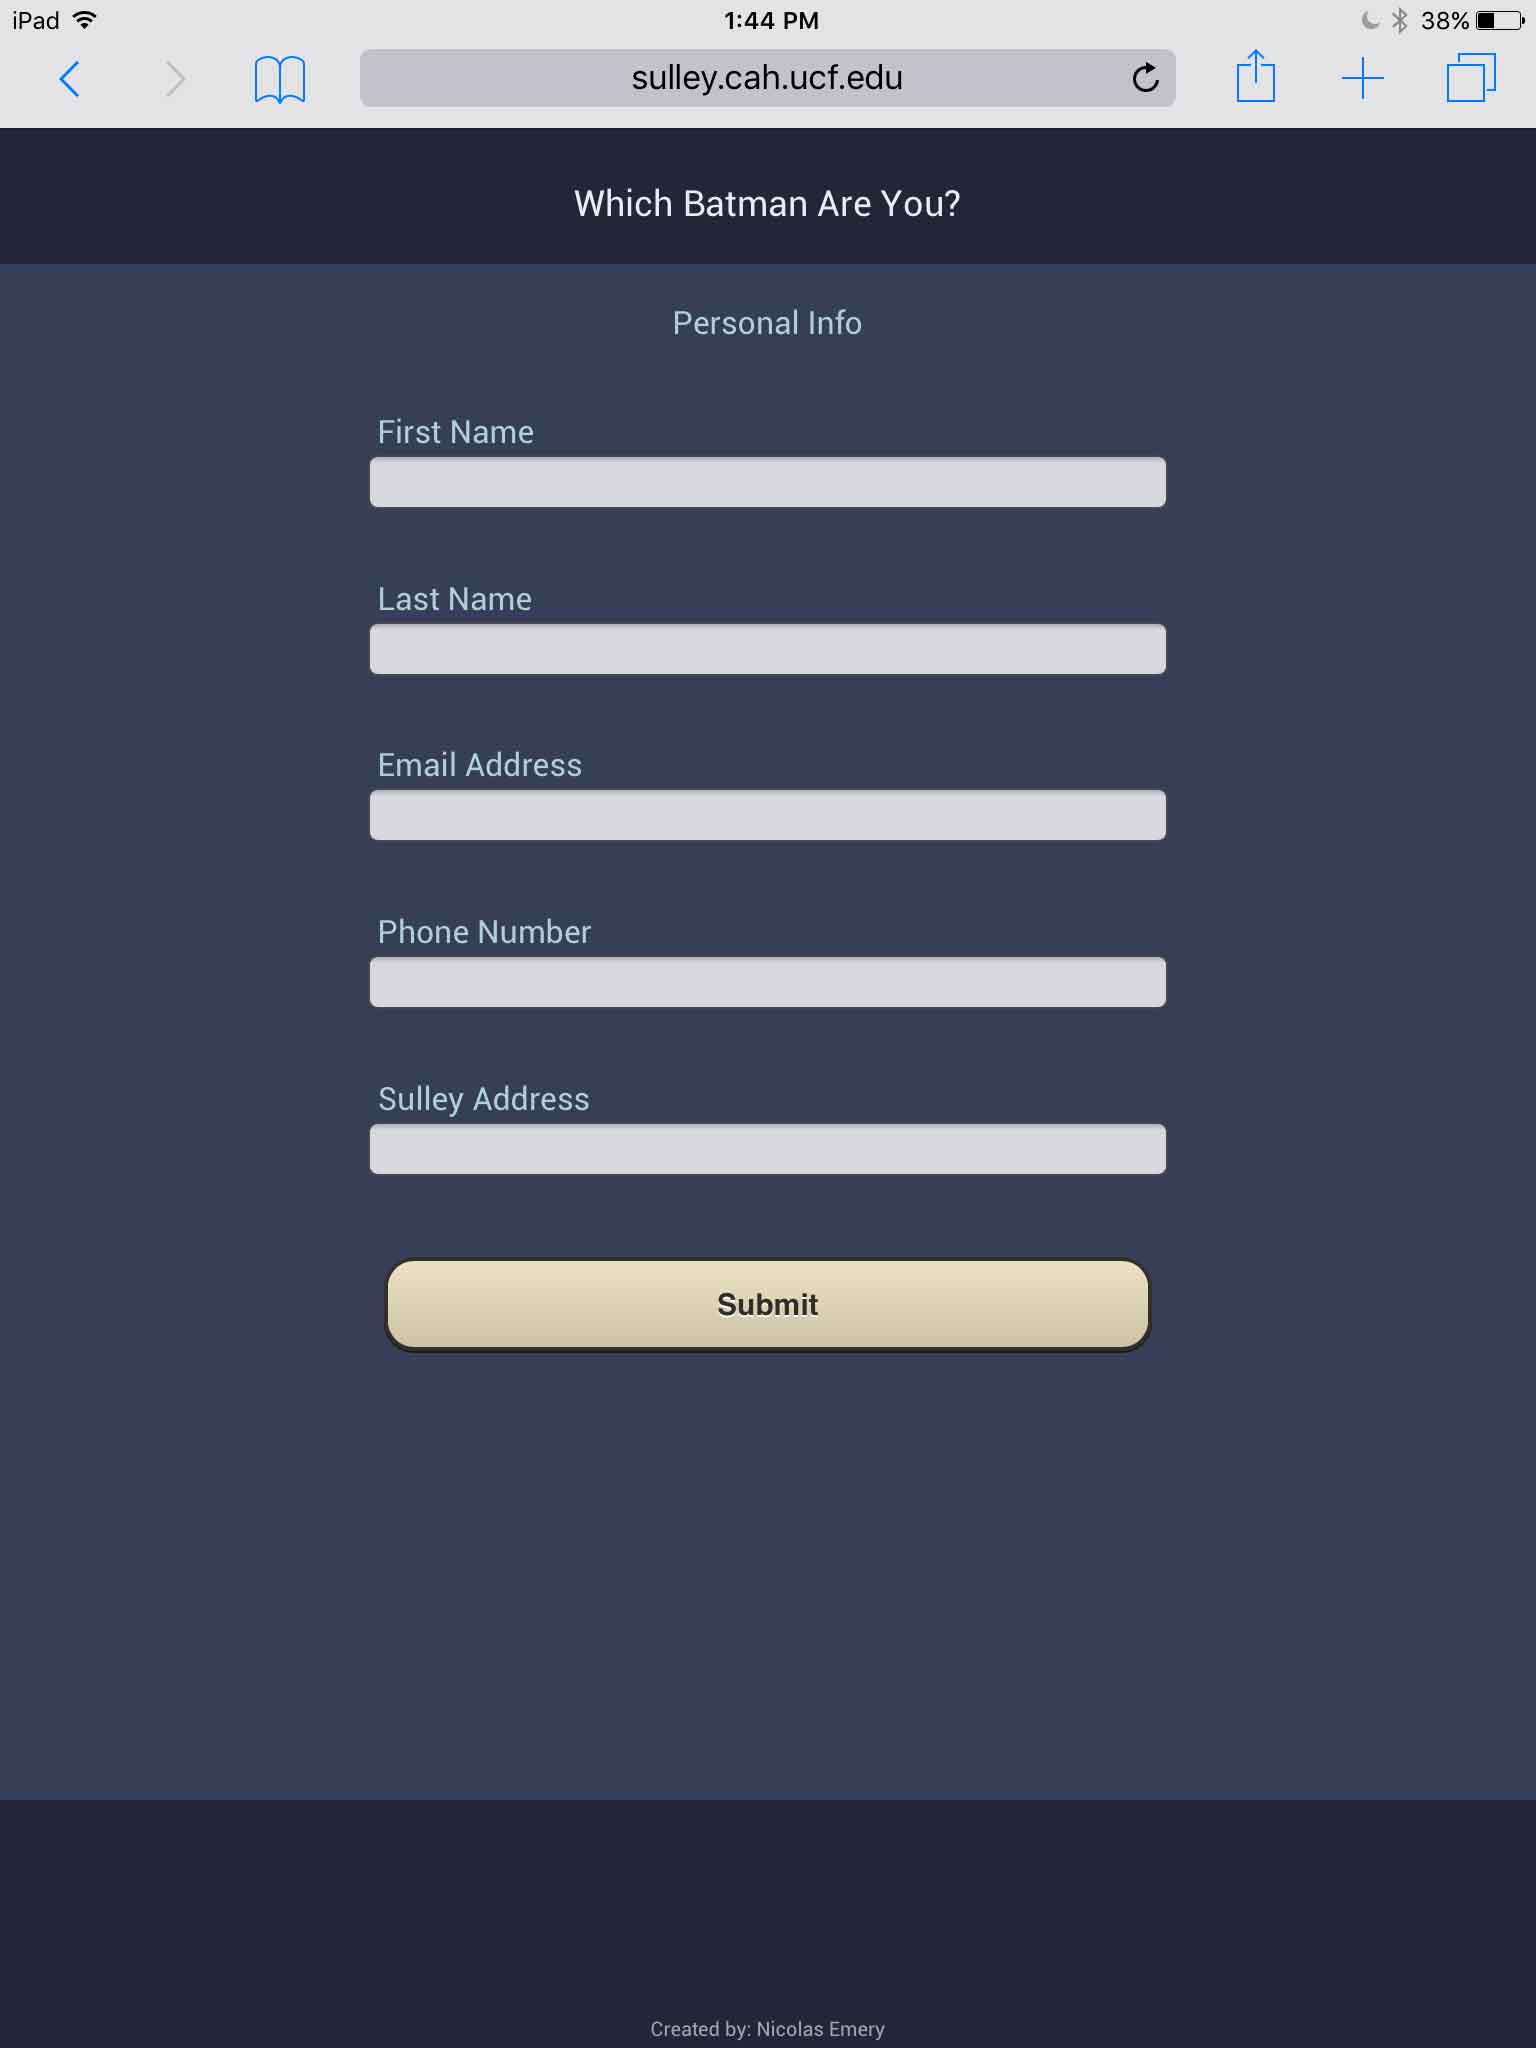 iPad 1:44 PM 38%
sulley.cah.ucf.edu
Which Batman Are You?
Personal Info
First Name
Last Name
Email Address
Phone Number
Sulley Address
Submit
Created by: Nicolas Emery